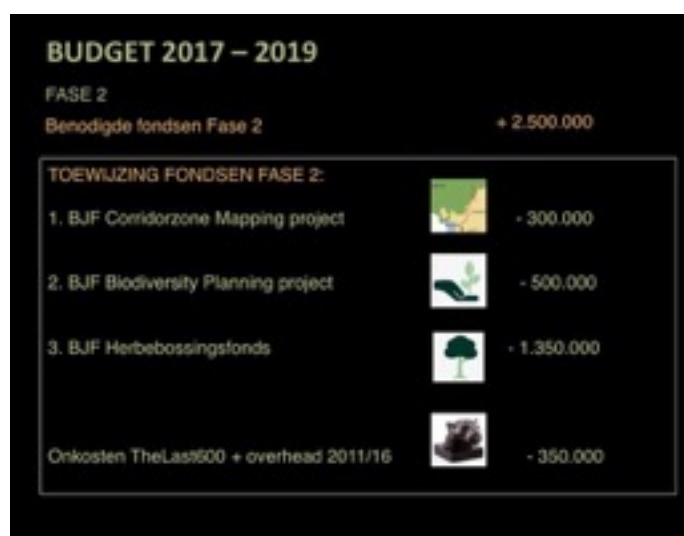 BUDGET 2017 – 2019
FASE 2
Benodigde fondsen Fase 2 + 2.500.000
TOEWIJZING FONDSEN FASE 2:
1. BJF Corridorzone Mapping project - 300.000
2. BJF Biodiversity Planning project - 500.000
3. BJF Herbebossingsfonds - 1.350.000
Onkosten TheLast600 + overhead 2011/16 - 350.000